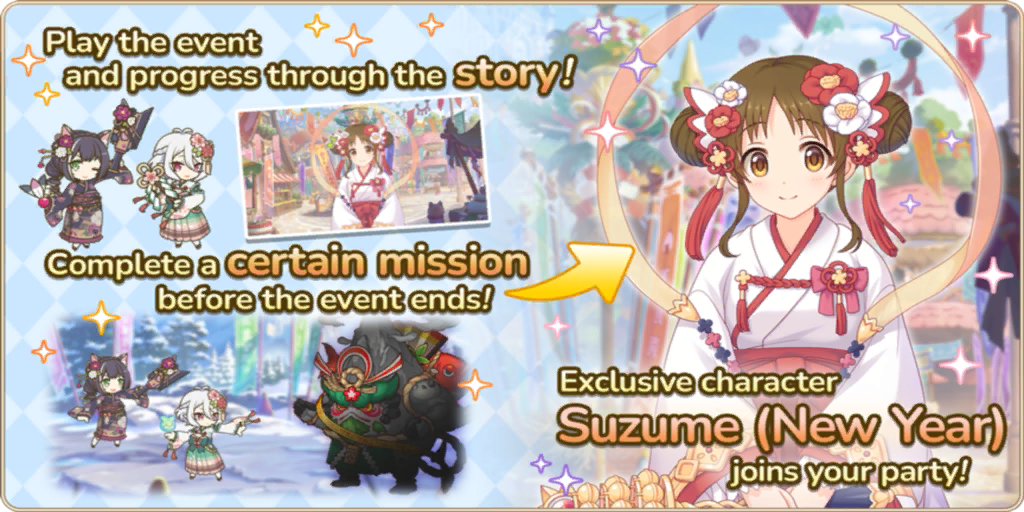 Play the event
and progress through the story!
Complete a certain mission
before the event ends!
Exclusive character
Suzume (New Year)
joins your party!